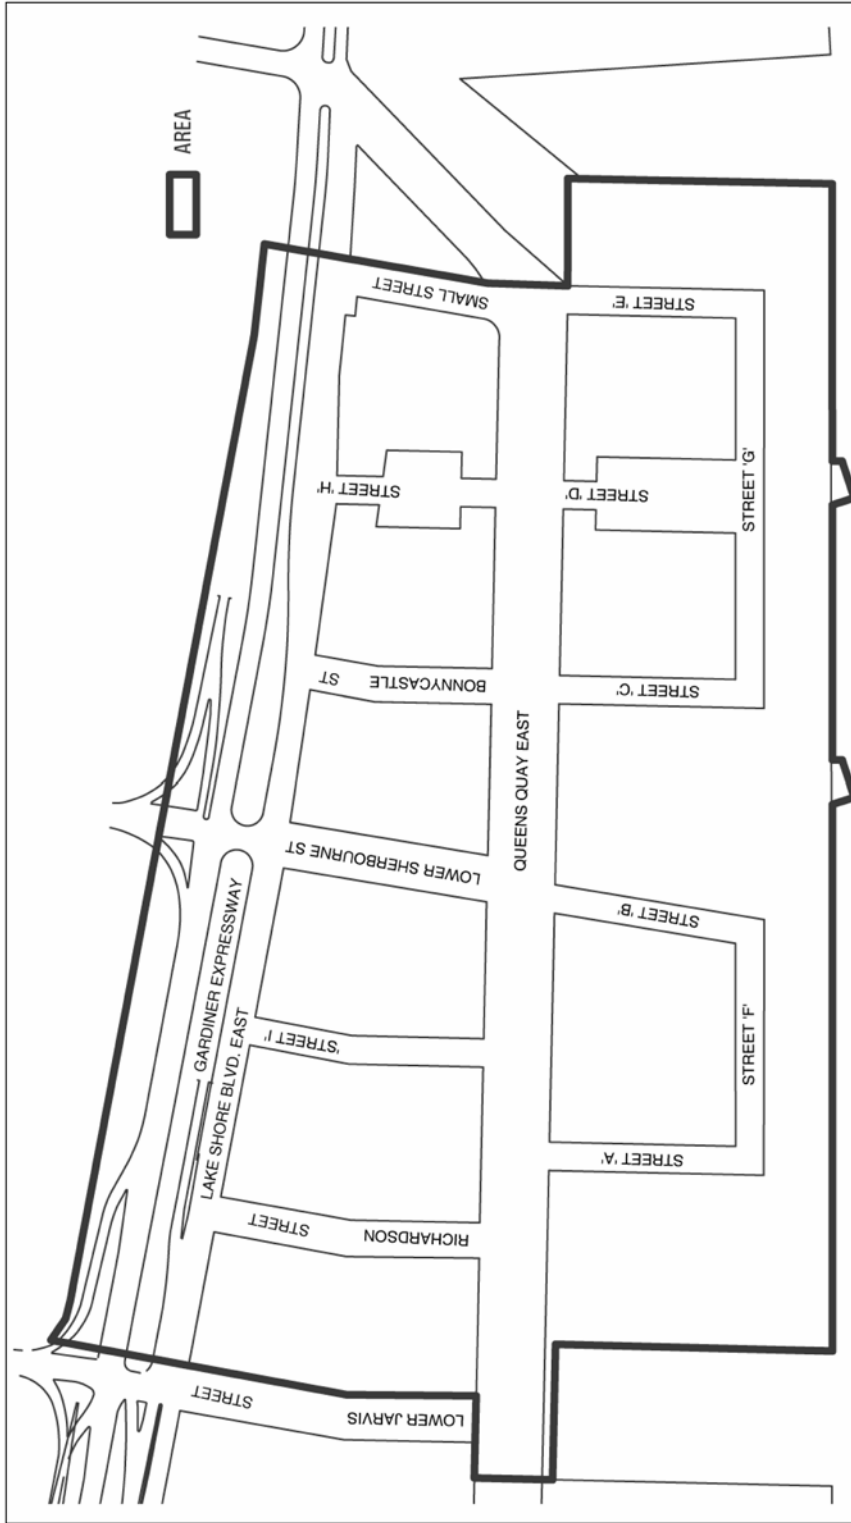 AREA
SMALL STREET
STREET 'E'
STREET 'H'
STREET 'D'
STREET 'G'
BONNYCASTLE ST
STREET 'C'
QUEENS QUAY EAST
LOWER SHERBOURNE ST
STREET 'B'
GARDINER EXPRESSWAY
LAKE SHORE BLVD. EAST
'STREET I'
STREET 'F'
STREET 'A'
RICHARDSON STREET
LOWER JARVIS STREET